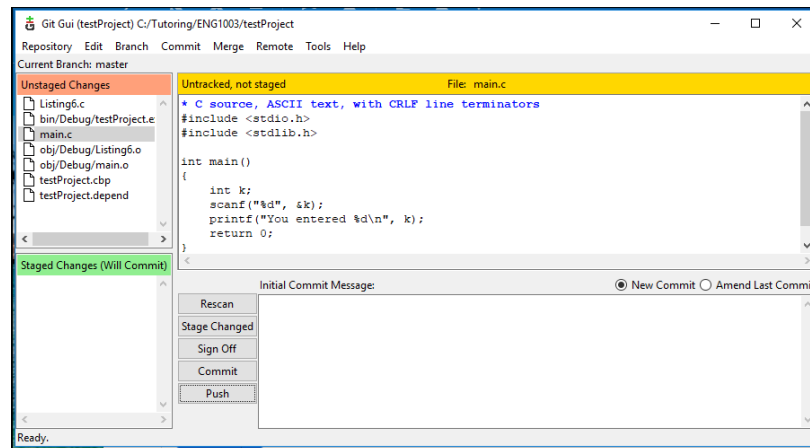 Git Gui (testProject) C:/Tutoring/ENG1003/testProject
Repository Edit Branch Commit Merge Remote Tools Help
Current Branch: master
Unstaged Changes
Listing6.c
bin/Debug/testProject.e
main.c
obj/Debug/Listing6.o
obj/Debug/main.o
testProject.cbp
testProject.depend
Staged Changes (Will Commit)
Untracked, not staged File: main.c
* C source, ASCII text, with CRLF line terminators
#include <stdio.h>
#include <stdlib.h>
int main()
{
int k;
scanf("%d", &k);
printf("You entered %d\n", k);
return 0;
}
Initial Commit Message: New Commit Amend Last Commi
Rescan
Stage Changed
Sign Off
Commit
Push
Ready.